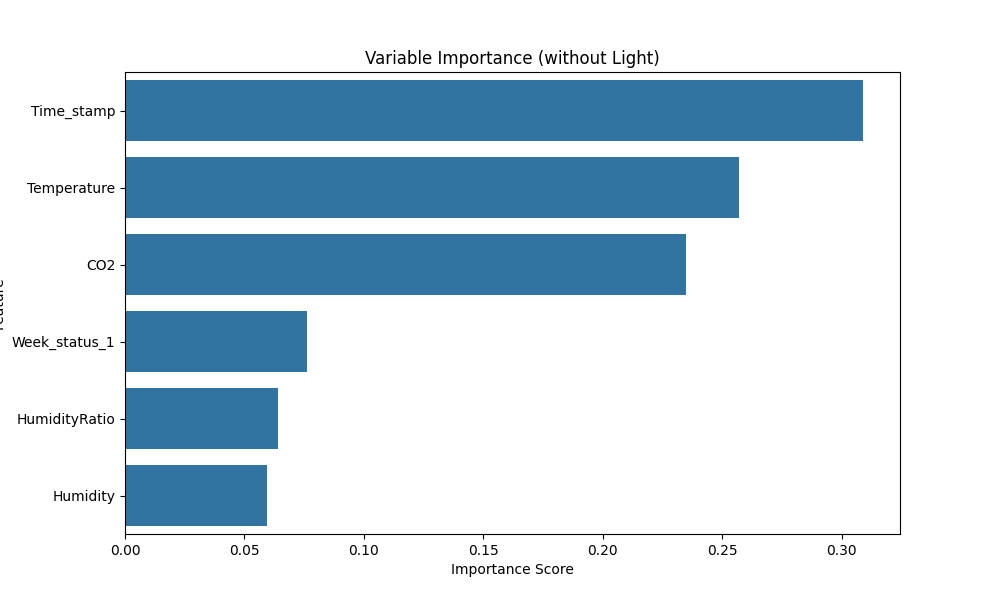 Variable Importance (without Light)
Time_stamp
Temperature
CO2
Week_status_1
HumidityRatio
Humidity
0.00 0.05 0.10 0.15 0.20 0.25 0.30
Importance Score